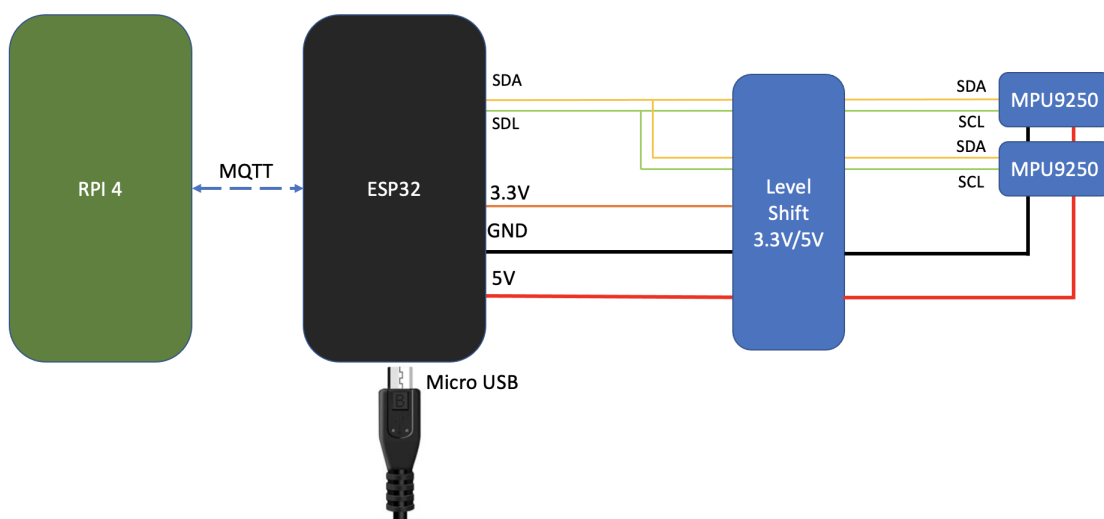 RPI 4
MQTT
ESP32
SDA
SDL
3.3V
GND
5V
Micro USB
B
Level
Shift
3.3V/5V
SDA
SCL
MPU9250
SDA
SCL
MPU9250